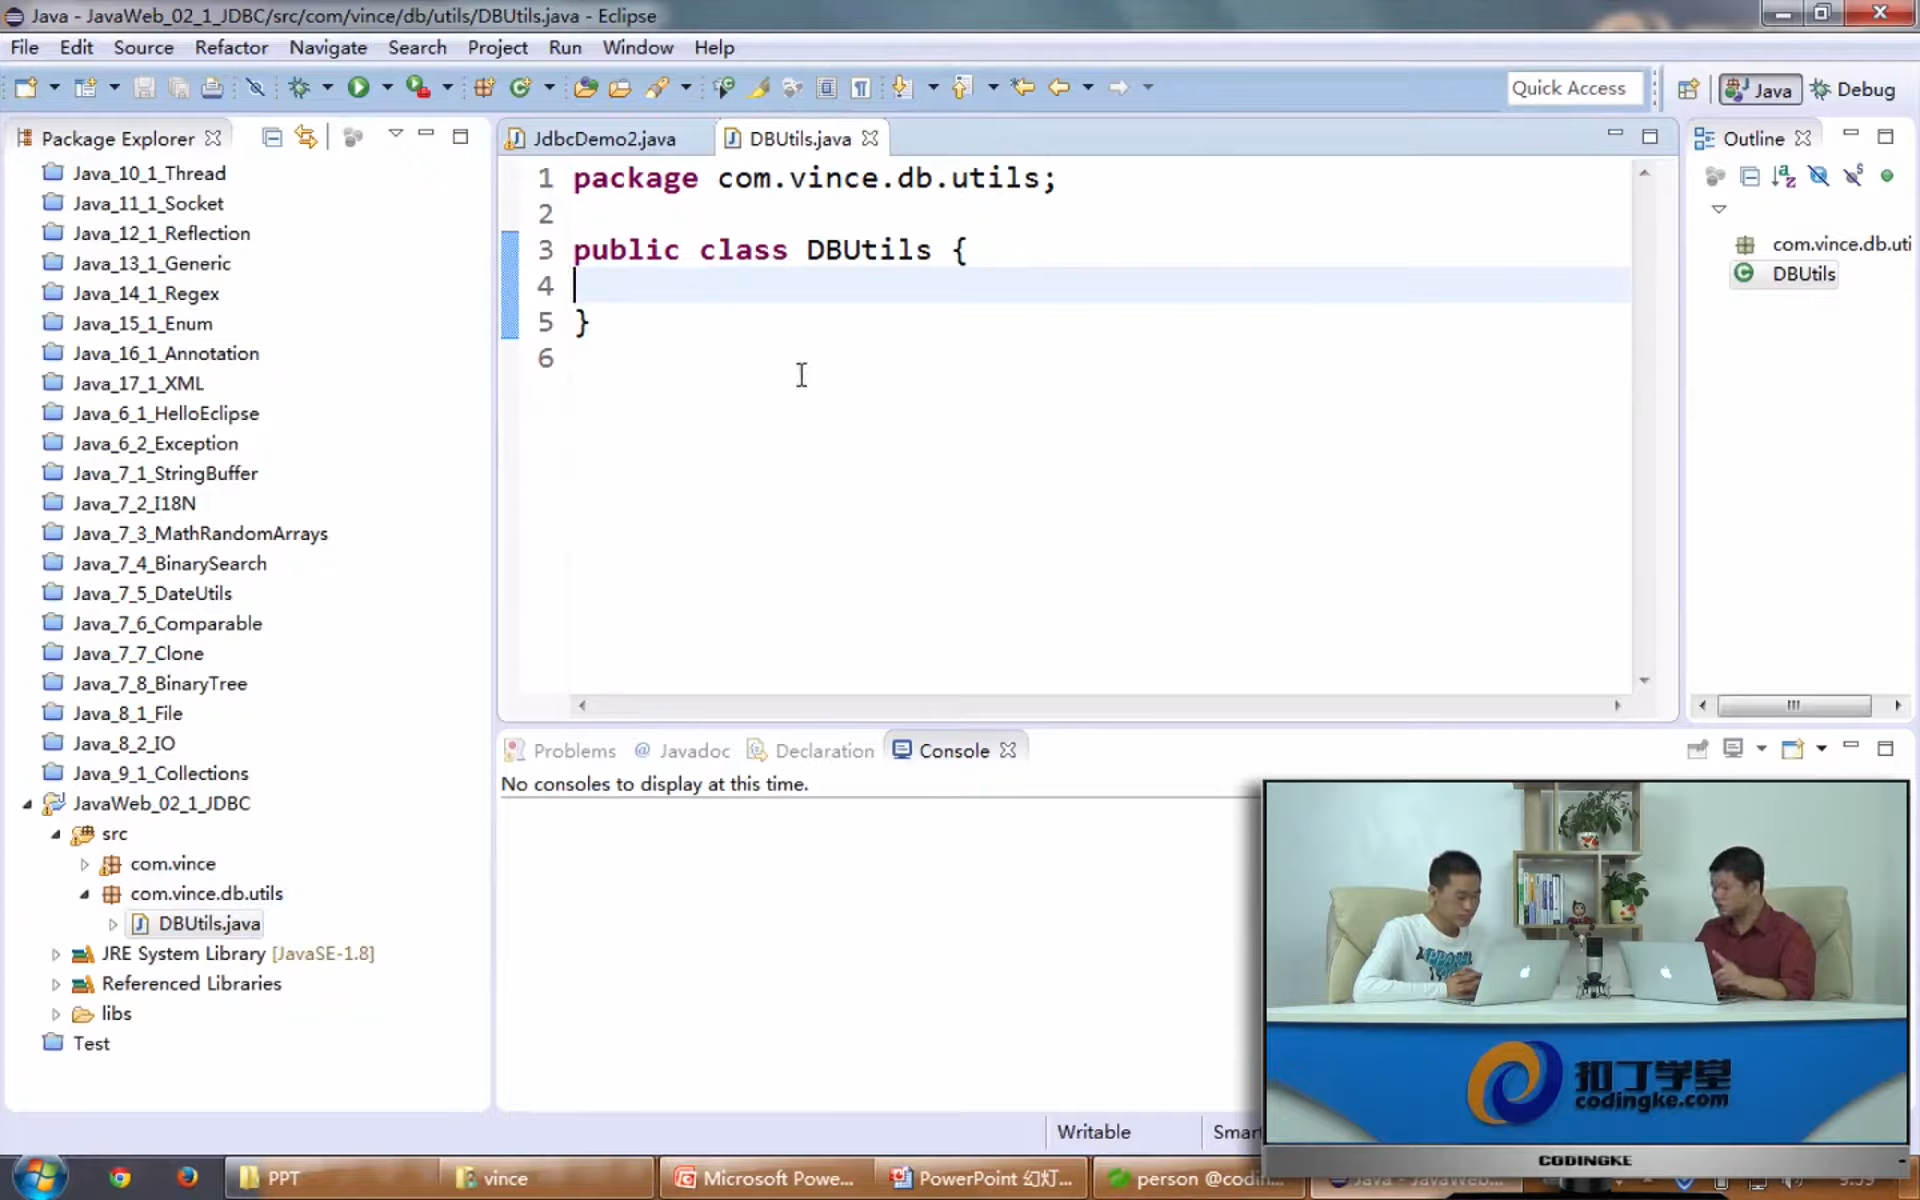 Java - JavaWeb_02_1_JDBC/src/com/vince/db/utils/DBUtils.java - Eclipse
File Edit Source Refactor Navigate Search Project Run Window Help
Quick Access
Java
Debug
Package Explorer
Java_10_1_Thread
Java_11_1_Socket
Java_12_1_Reflection
Java_13_1_Generic
Java_14_1_Regex
Java_15_1_Enum
Java_16_1_Annotation
Java_17_1_XML
Java_6_1_HelloEclipse
Java_6_2_Exception
Java_7_1_StringBuffer
Java_7_2_I18N
Java_7_3_MathRandomArrays
Java_7_4_BinarySearch
Java_7_5_DateUtils
Java_7_6_Comparable
Java_7_7_Clone
Java_7_8_BinaryTree
Java_8_1_File
Java_8_2_IO
Java_9_1_Collections
JavaWeb_02_1_JDBC
src
com.vince
com.vince.db.utils
DBUtils.java
JRE System Library [JavaSE-1.8]
Referenced Libraries
libs
Test
JdbcDemo2.java
DBUtils.java
1 package com.vince.db.utils;
2
3 public class DBUtils {
4
5 }
6
Outline
com.vince.db.uti
DBUtils
Problems @ Javadoc Declaration Console
No consoles to display at this time.
扣丁学堂
codingke.com
CODINGKE
Writable
Smar
PPT
vince
Microsoft Powe...
PowerPoint 幻灯...
person @codin...
Java - JavaWeb...